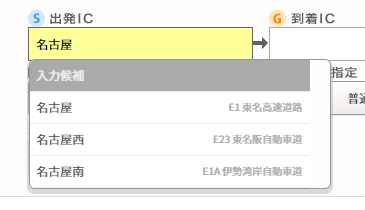 S 出発IC
G 到着IC
名古屋
入力候補
指定
名古屋 E1 東名高速道路
普通
名古屋西 E23 東名阪自動車道
名古屋南 E1A 伊勢湾岸自動車道